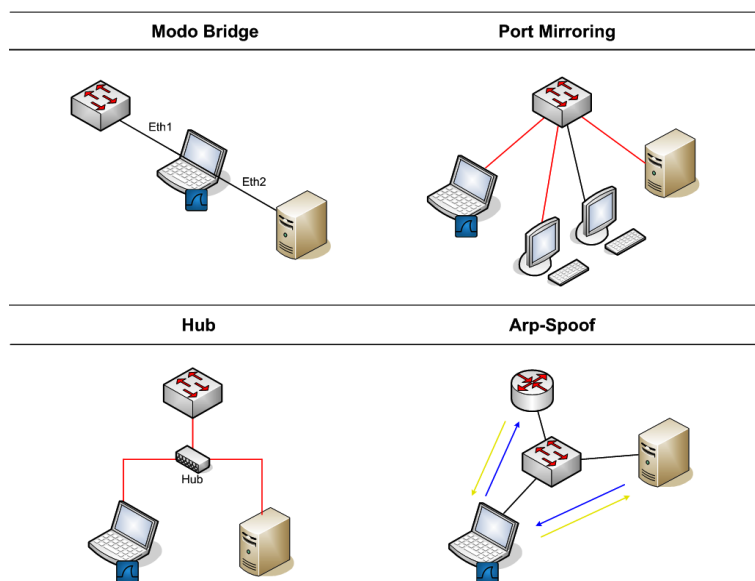 Modo Bridge
Port Mirroring
Eth1
Eth2
Hub
Arp-Spoof
Hub